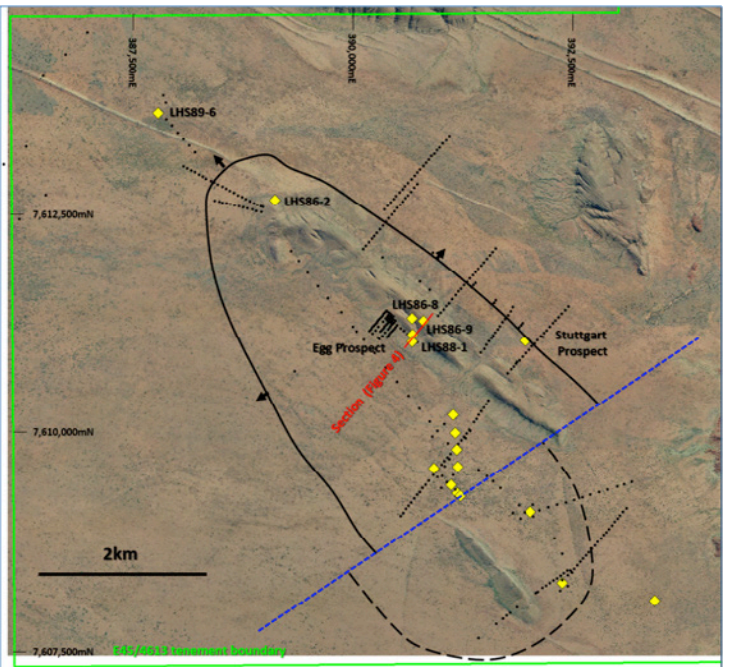 387,500mE
390,000mE
392,500mE
LHS89-6
LHS86-2
7,612,500mN
LHS86-8
LHS86-9
LHS88-1
Egg Prospect
Stuttgart
Prospect
Section (Figure 4)
7,610,000mN
2km
7,607,500mN
E45/4613 tenement boundary